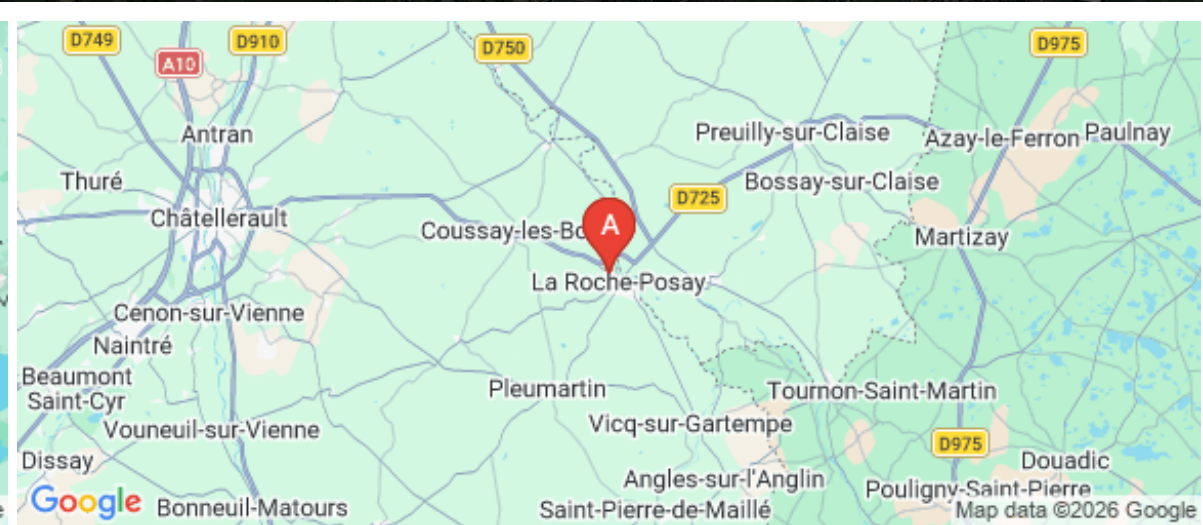 D749
D910
D750
D975
A10
Antran
Preuilly-sur-Claise
Azay-le-Ferron
Paulnay
Thuré
Bossay-sur-Claise
D725
Châtellerault
Coussay-les-Bo
A
Martizay
La Roche-Posay
Cenon-sur-Vienne
Naintré
Beaumont
Saint-Cyr
Pleumartin
Tournon-Saint-Martin
Vouneuil-sur-Vienne
Vicq-sur-Gartempe
D975
Dissay
Douadic
Angles-sur-l'Anglin
Pouligny-Saint-Pierre
Google
Bonneuil-Matours
Saint-Pierre-de-Maillé
Map data ©2026 Google